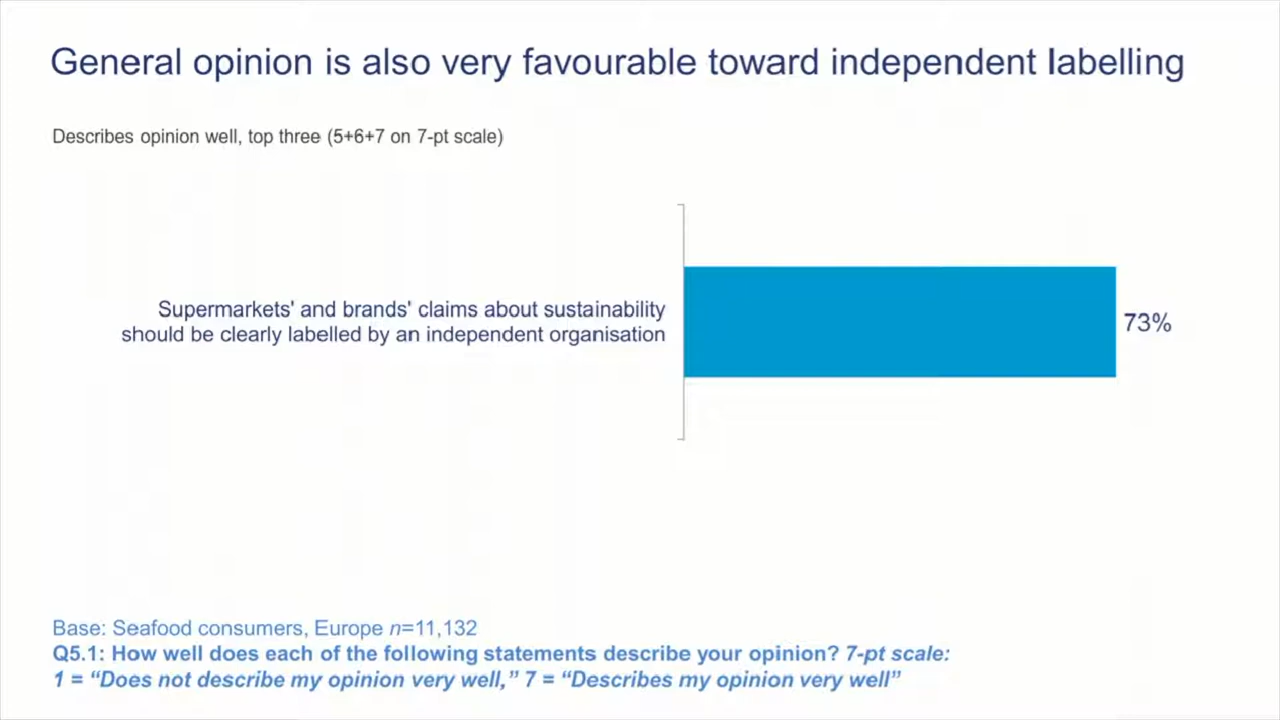 General opinion is also very favourable toward independent labelling
Describes opinion well, top three (5+6+7 on 7-pt scale)
Supermarkets' and brands' claims about sustainability
should be clearly labelled by an independent organisation
73%
Base: Seafood consumers, Europe n=11,132
Q5.1: How well does each of the following statements describe your opinion? 7-pt scale:
1 = “Does not describe my opinion very well,” 7 = “Describes my opinion very well”